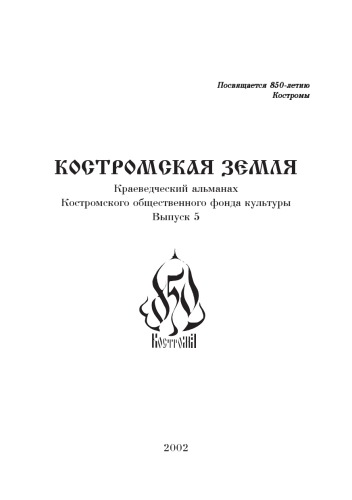 Посвящается 850-летию
Костромы
КОСТРОМСКАЯ ЗЕМЛЯ
Краеведческий альманах
Костромского общественного фонда культуры
Выпуск 5
850
КОСТРОМА
2002